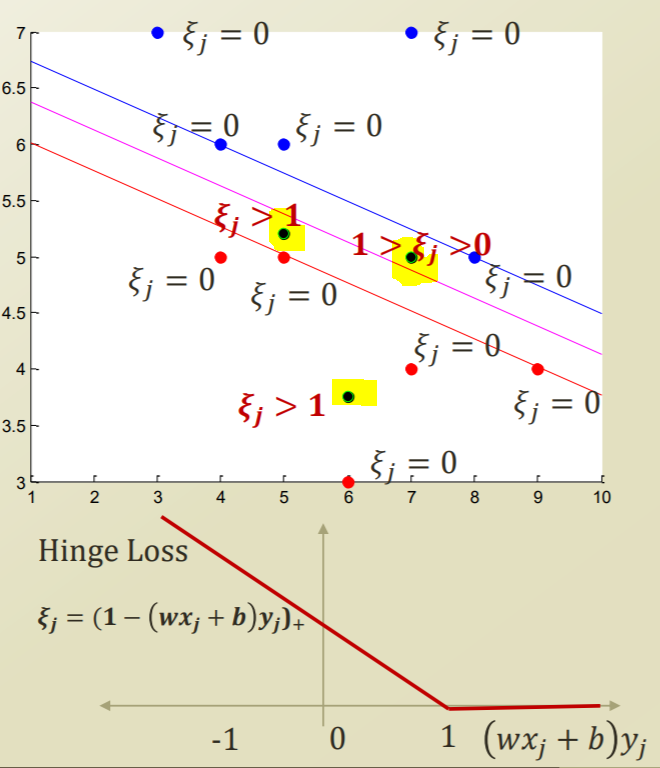 7
ξⱼ = 0
ξⱼ = 0
6.5
ξⱼ = 0
ξⱼ = 0
6
5.5
ξⱼ > 1
1 > ξⱼ >0
5
ξⱼ = 0
ξⱼ = 0
ξⱼ = 0
4.5
ξⱼ = 0
4
ξⱼ > 1
ξⱼ = 0
3.5
ξⱼ = 0
3
1 2 3 4 5 6 7 8 9 10
Hinge Loss
ξⱼ = (1 − (wxⱼ + b)yⱼ)₊
-1 0 1 (wxⱼ + b)yⱼ